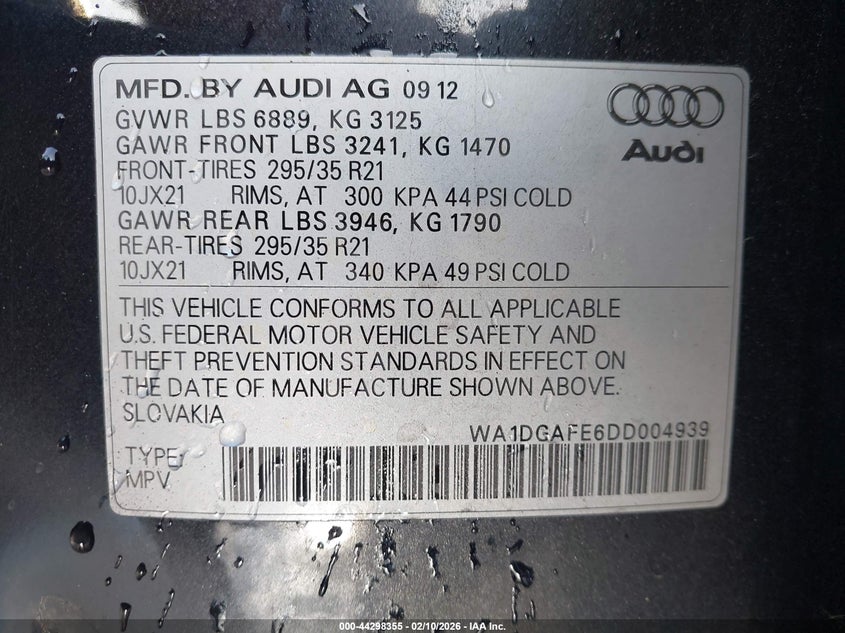 MFD. BY AUDI AG 09 12
GVWR LBS 6889, KG 3125
GAWR FRONT LBS 3241, KG 1470
FRONT-TIRES 295/35 R21
10JX21 RIMS, AT 300 KPA 44 PSI COLD
GAWR REAR LBS 3946, KG 1790
REAR-TIRES 295/35 R21
10JX21 RIMS, AT 340 KPA 49 PSI COLD
Audi
THIS VEHICLE CONFORMS TO ALL APPLICABLE
U.S. FEDERAL MOTOR VEHICLE SAFETY AND
THEFT PREVENTION STANDARDS IN EFFECT ON
THE DATE OF MANUFACTURE SHOWN ABOVE.
SLOVAKIA
WA1DGAFE6DD004939
TYPE:
MPV
000-44298355 - 02/10/2026 - IAA Inc.